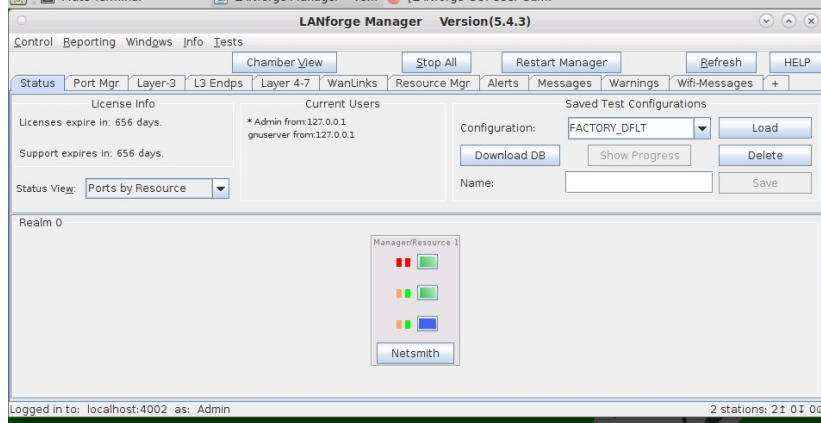 LANforge Manager Version(5.4.3)
Control Reporting Windows Info Tests
Chamber View Stop All Restart Manager Refresh HELP
Status Port Mgr Layer-3 L3 Endps Layer 4-7 WanLinks Resource Mgr Alerts Messages Warnings Wifi-Messages +
License Info
Licenses expire in: 656 days.
Support expires in: 656 days.
Status View: Ports by Resource
Current Users
* Admin from:127.0.0.1
gnuserver from:127.0.0.1
Saved Test Configurations
Configuration: FACTORY_DFLT Load
Download DB Show Progress Delete
Name: Save
Realm 0
Manager/Resource 1
Netsmith
Logged in to: localhost:4002 as: Admin
2 stations: 2↥ 0↧